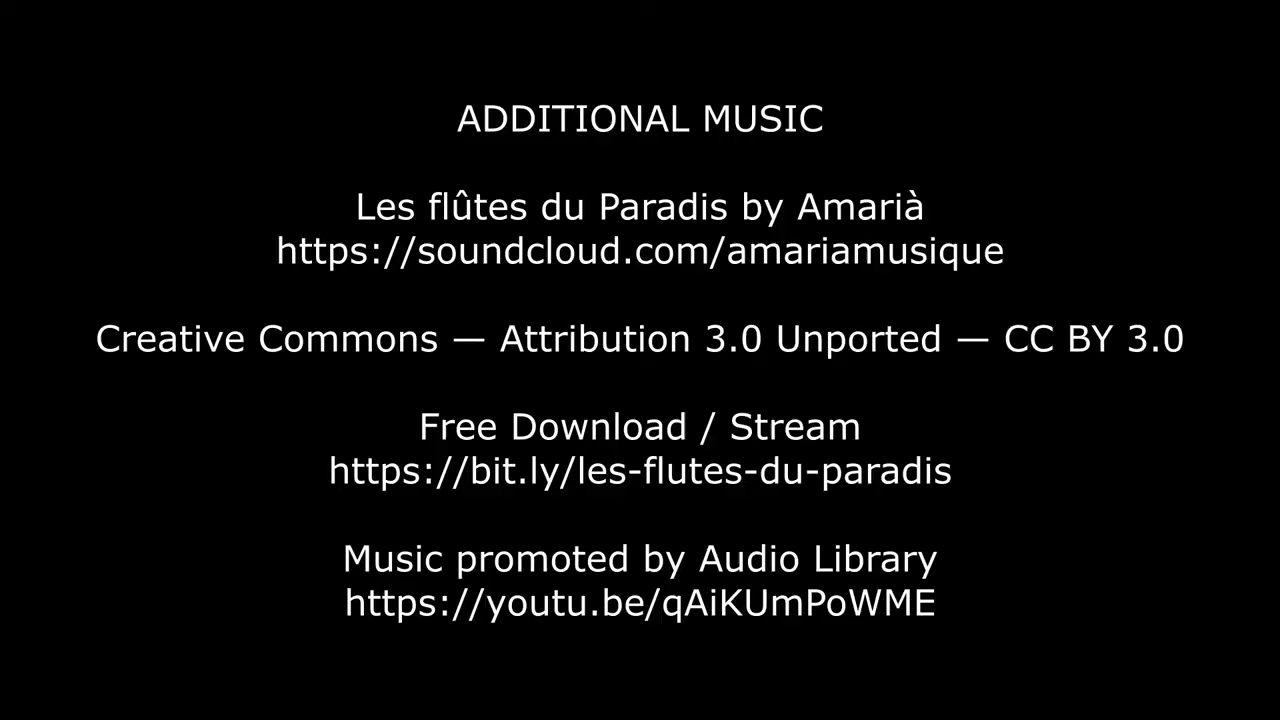 ADDITIONAL MUSIC
Les flûtes du Paradis by Amarià
https://soundcloud.com/amariamusique
Creative Commons — Attribution 3.0 Unported — CC BY 3.0
Free Download / Stream
https://bit.ly/les-flutes-du-paradis
Music promoted by Audio Library
https://youtu.be/qAiKUmPoWME